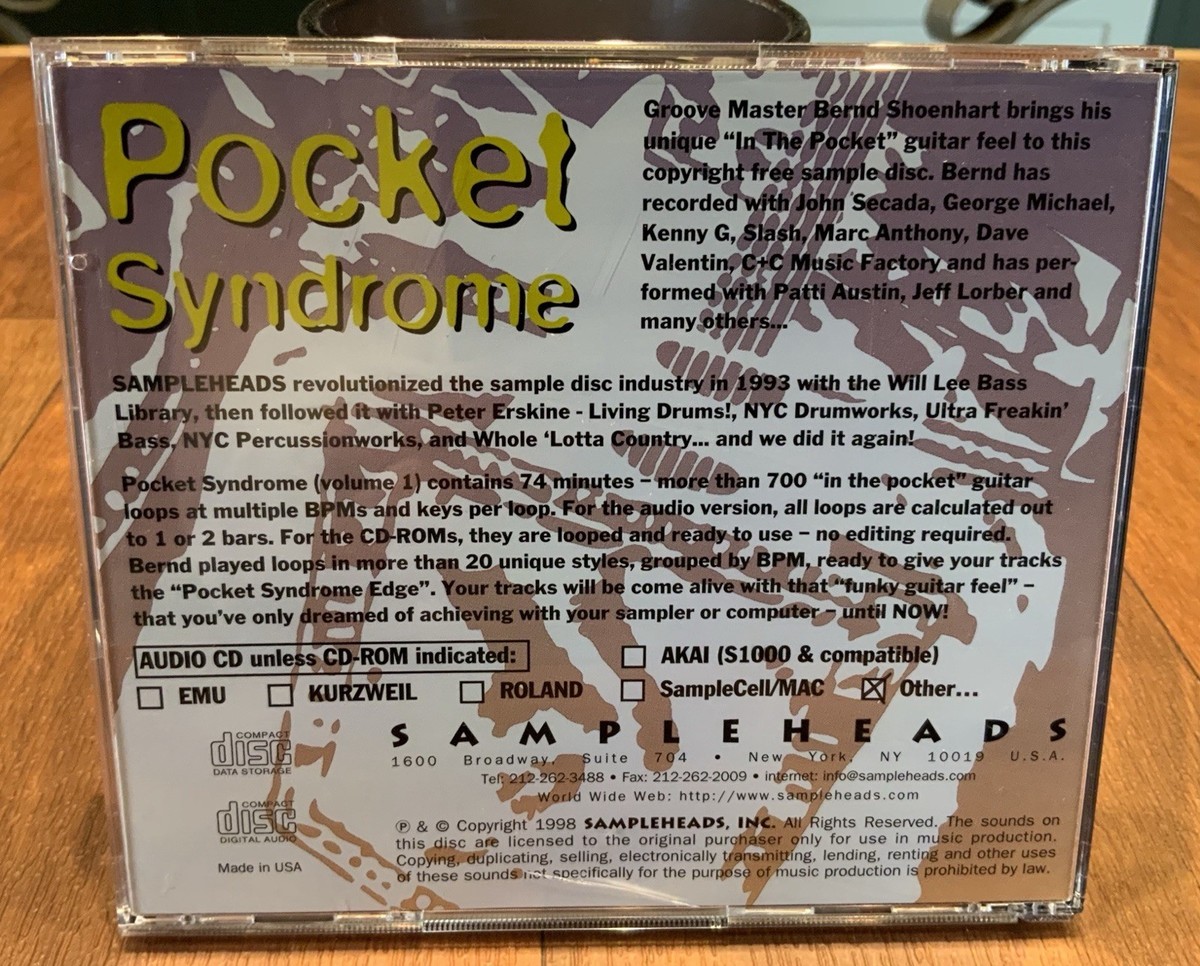 Pocket
Syndrome
Groove Master Bernd Shoenhart brings his
unique “In The Pocket” guitar feel to this
copyright free sample disc. Bernd has
recorded with John Secada, George Michael,
Kenny G, Slash, Marc Anthony, Dave
Valentin, C+C Music Factory and has per-
formed with Patti Austin, Jeff Lorber and
many others...
SAMPLEHEADS revolutionized the sample disc industry in 1993 with the Will Lee Bass
Library, then followed it with Peter Erskine - Living Drums!, NYC Drumworks, Ultra Freakin’
Bass, NYC Percussionworks, and Whole ‘Lotta Country... and we did it again!
Pocket Syndrome (volume 1) contains 74 minutes – more than 700 “in the pocket” guitar
loops at multiple BPMs and keys per loop. For the audio version, all loops are calculated out
to 1 or 2 bars. For the CD-ROMs, they are looped and ready to use – no editing required.
Bernd played loops in more than 20 unique styles, grouped by BPM, ready to give your tracks
the “Pocket Syndrome Edge”. Your tracks will be come alive with that “funky guitar feel” –
that you’ve only dreamed of achieving with your sampler or computer – until NOW!
AUDIO CD unless CD-ROM indicated:
AKAI (S1000 & compatible)
EMU KURZWEIL ROLAND SampleCell/MAC Other...
COMPACT
disc
DATA STORAGE
COMPACT
disc
DIGITAL AUDIO
Made in USA
SAMPLEHEADS
1600 Broadway, Suite 704 • New York, NY 10019 U.S.A.
Tel: 212-262-3488 • Fax: 212-262-2009 • internet: info@sampleheads.com
World Wide Web: http://www.sampleheads.com
℗ & © Copyright 1998 SAMPLEHEADS, INC. All Rights Reserved. The sounds on
this disc are licensed to the original purchaser only for use in music production.
Copying, duplicating, selling, electronically transmitting, lending, renting and other uses
of these sounds not specifically for the purpose of music production is prohibited by law.